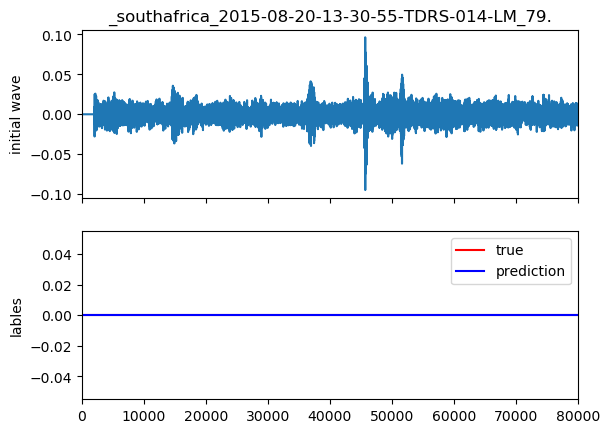 _southafrica_2015-08-20-13-30-55-TDRS-014-LM_79.
0.10
0.05
0.00
−0.05
−0.10
initial wave
0.04
0.02
0.00
−0.02
−0.04
lables
true
prediction
0 10000 20000 30000 40000 50000 60000 70000 80000